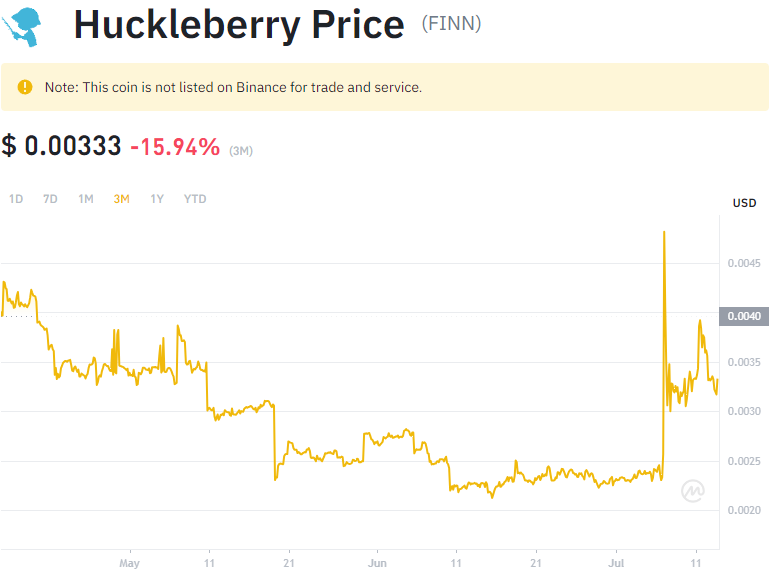 Huckleberry Price (FINN)
Note: This coin is not listed on Binance for trade and service.
$ 0.00333 -15.94% (3M)
1D 7D 1M 3M 1Y YTD
USD
0.0045
0.0040
0.0035
0.0030
0.0025
0.0020
May 11 21 Jun 11 21 Jul 11